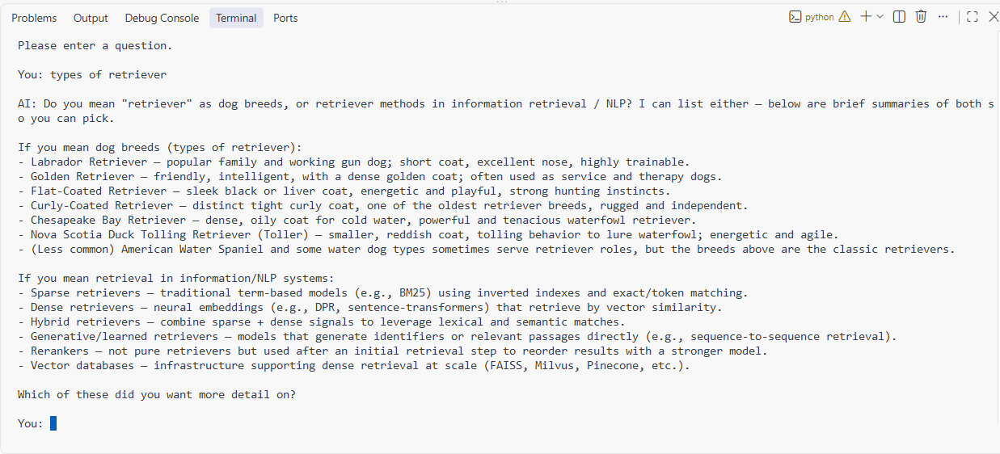 Problems Output Debug Console Terminal Ports python
Please enter a question.
You: types of retriever
AI: Do you mean "retriever" as dog breeds, or retriever methods in information retrieval / NLP? I can list either — below are brief summaries of both s
o you can pick.
If you mean dog breeds (types of retriever):
- Labrador Retriever — popular family and working gun dog; short coat, excellent nose, highly trainable.
- Golden Retriever — friendly, intelligent, with a dense golden coat; often used as service and therapy dogs.
- Flat-Coated Retriever — sleek black or liver coat, energetic and playful, strong hunting instincts.
- Curly-Coated Retriever — distinct tight curly coat, one of the oldest retriever breeds, rugged and independent.
- Chesapeake Bay Retriever — dense, oily coat for cold water, powerful and tenacious waterfowl retriever.
- Nova Scotia Duck Tolling Retriever (Toller) — smaller, reddish coat, tolling behavior to lure waterfowl; energetic and agile.
- (Less common) American Water Spaniel and some water dog types sometimes serve retriever roles, but the breeds above are the classic retrievers.
If you mean retrieval in information/NLP systems:
- Sparse retrievers — traditional term-based models (e.g., BM25) using inverted indexes and exact/token matching.
- Dense retrievers — neural embeddings (e.g., DPR, sentence-transformers) that retrieve by vector similarity.
- Hybrid retrievers — combine sparse + dense signals to leverage lexical and semantic matches.
- Generative/learned retrievers — models that generate identifiers or relevant passages directly (e.g., sequence-to-sequence retrieval).
- Rerankers — not pure retrievers but used after an initial retrieval step to reorder results with a stronger model.
- Vector databases — infrastructure supporting dense retrieval at scale (FAISS, Milvus, Pinecone, etc.).
Which of these did you want more detail on?
You: